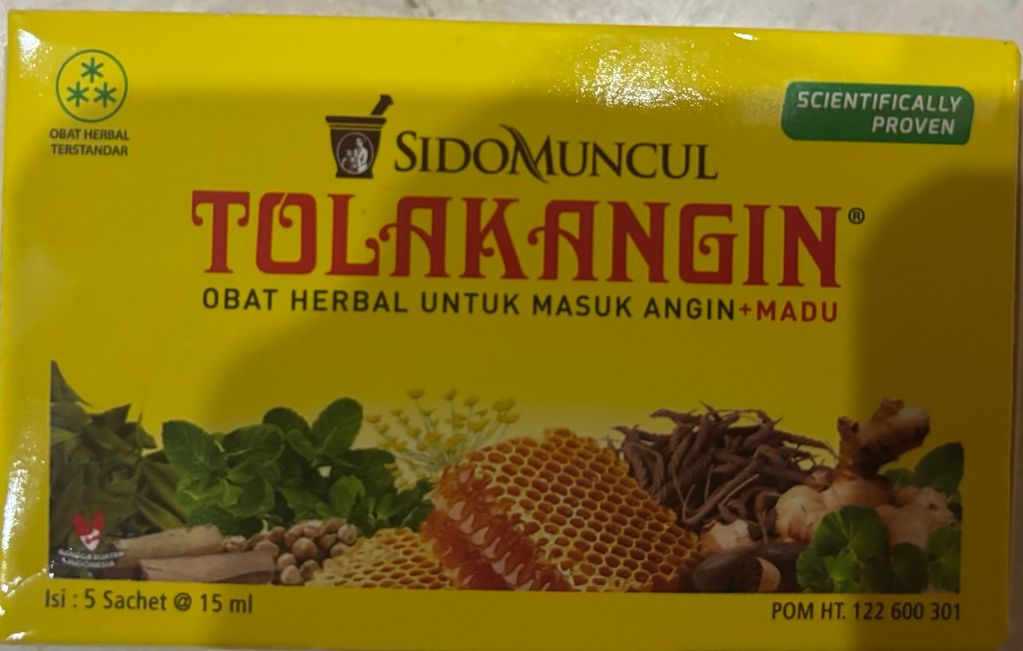 OBAT HERBAL
TERSTANDAR
SCIENTIFICALLY
PROVEN
SIDOMUNCUL
TOLAKANGIN®
OBAT HERBAL UNTUK MASUK ANGIN+MADU
INDONESIA
Isi : 5 Sachet @ 15 ml
POM HT. 122 600 301